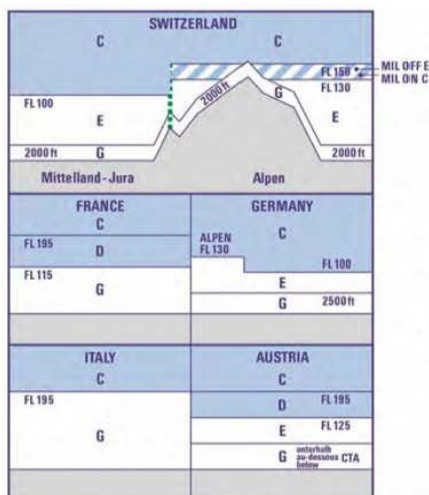 SWITZERLAND
C C
FL 150 MIL OFF E
MIL ON C
FL 100 2000 ft G FL 130
E E
2000 ft G 2000 ft
Mittelland-Jura Alpen
FRANCE GERMANY
C
C
FL 195 D ALPEN
FL 130
FL 115 FL 100
G E
G 2500 ft
ITALY AUSTRIA
C C
FL 195 D FL 195
E FL 125
G
G unterhalb
au-dessous CTA
below